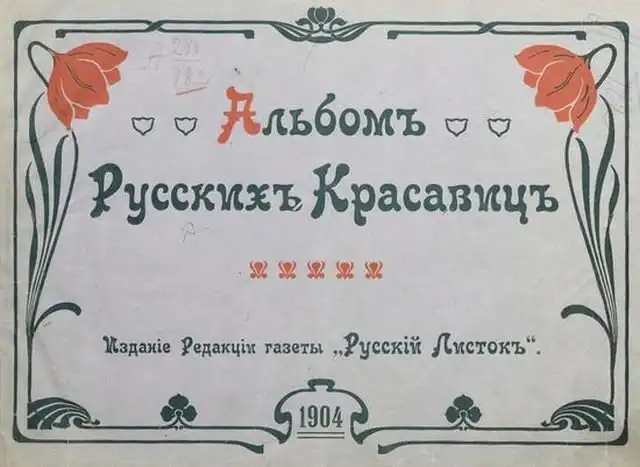 Альбомъ
Русскихъ Красавицъ
Изданіе Редакціи газеты „Русскій Листокъ“.
1904